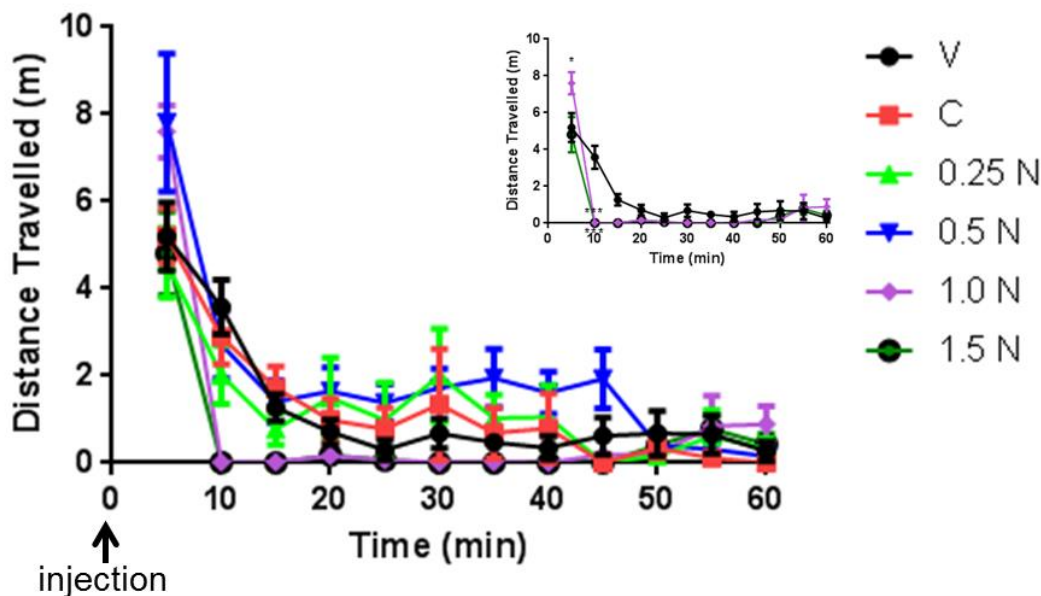 Distance Travelled (m)
10
8
6
4
2
0
0 10 20 30 40 50 60
Time (min)
injection
Distance Travelled (m)
10
8
6
4
2
0
*
***
***
0 10 20 30 40 50 60
Time (min)
V
C
0.25 N
0.5 N
1.0 N
1.5 N